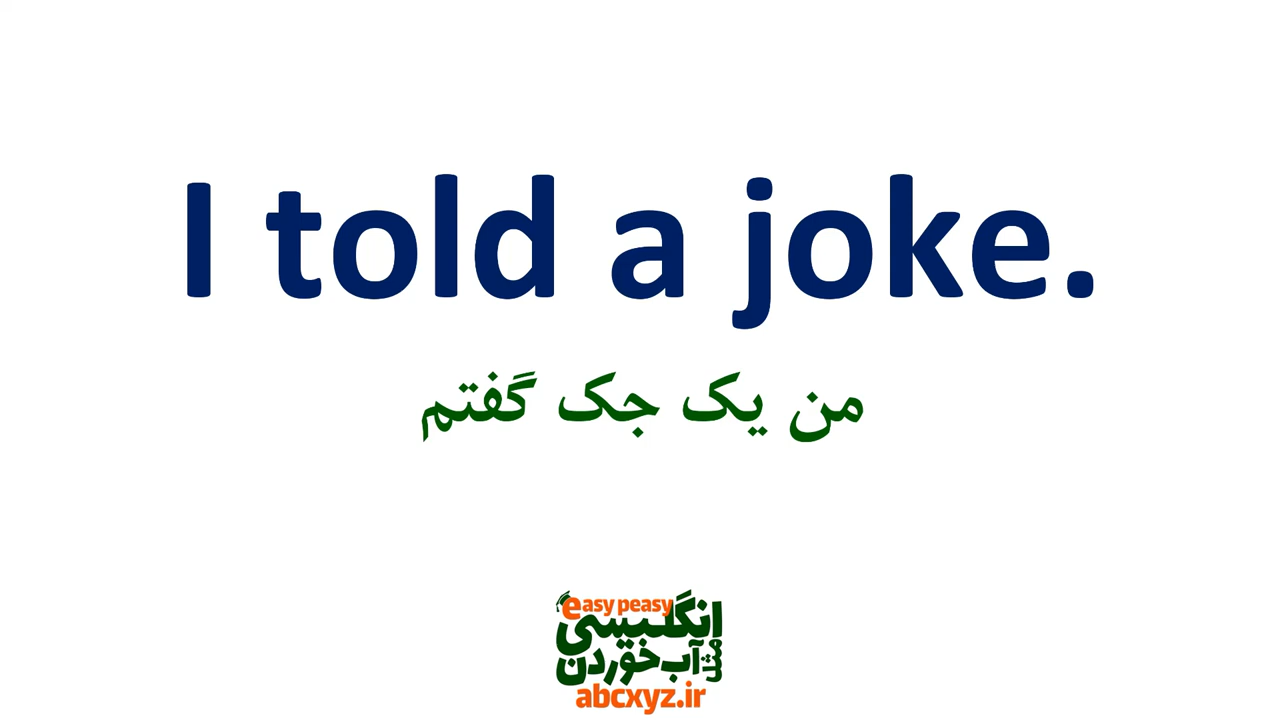 I told a joke.
من یک جک گفتم
easy peasy
انگلیسی
مثل آب خوردن
abcxyz.ir